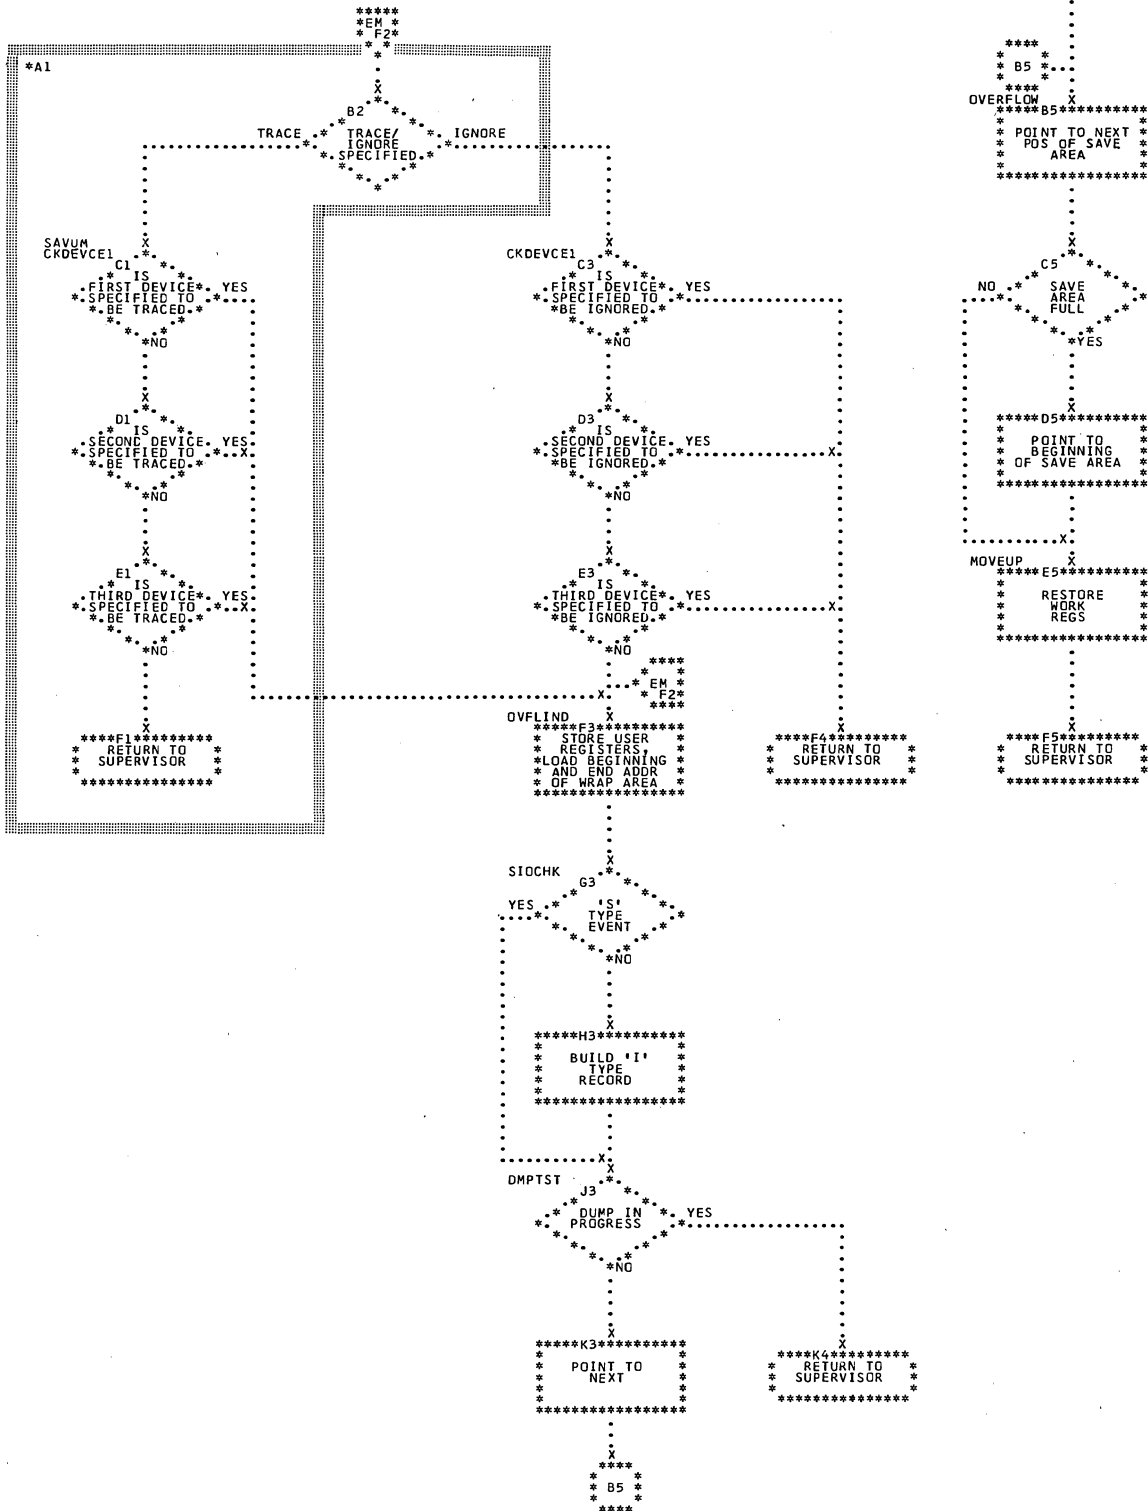 EM
F2
*A1
B2
TRACE
TRACE/
IGNORE
SPECIFIED
IGNORE
SAVUM
CKDEVCE1
C1
IS
FIRST DEVICE
SPECIFIED TO
BE TRACED
YES
NO
D1
IS
SECOND DEVICE
SPECIFIED TO
BE TRACED
YES
NO
E1
IS
THIRD DEVICE
SPECIFIED TO
BE TRACED
YES
NO
F1
RETURN TO
SUPERVISOR
CKDEVCE1
C3
IS
FIRST DEVICE
SPECIFIED TO
BE IGNORED
YES
NO
D3
IS
SECOND DEVICE
SPECIFIED TO
BE IGNORED
YES
NO
E3
IS
THIRD DEVICE
SPECIFIED TO
BE IGNORED
YES
NO
EM
F2
OVFLIND
F3
STORE USER
REGISTERS,
LOAD BEGINNING
AND END ADDR
OF WRAP AREA
F4
RETURN TO
SUPERVISOR
SIOCHK
G3
YES
'S'
TYPE
EVENT
NO
H3
BUILD 'I'
TYPE
RECORD
DMPTST
J3
DUMP IN
PROGRESS
YES
NO
K3
POINT TO
NEXT
K4
RETURN TO
SUPERVISOR
B5
B5
OVERFLOW
B5
POINT TO NEXT
POS OF SAVE
AREA
C5
NO
SAVE
AREA
FULL
YES
D5
POINT TO
BEGINNING
OF SAVE AREA
MOVEUP
E5
RESTORE
WORK
REGS
F5
RETURN TO
SUPERVISOR